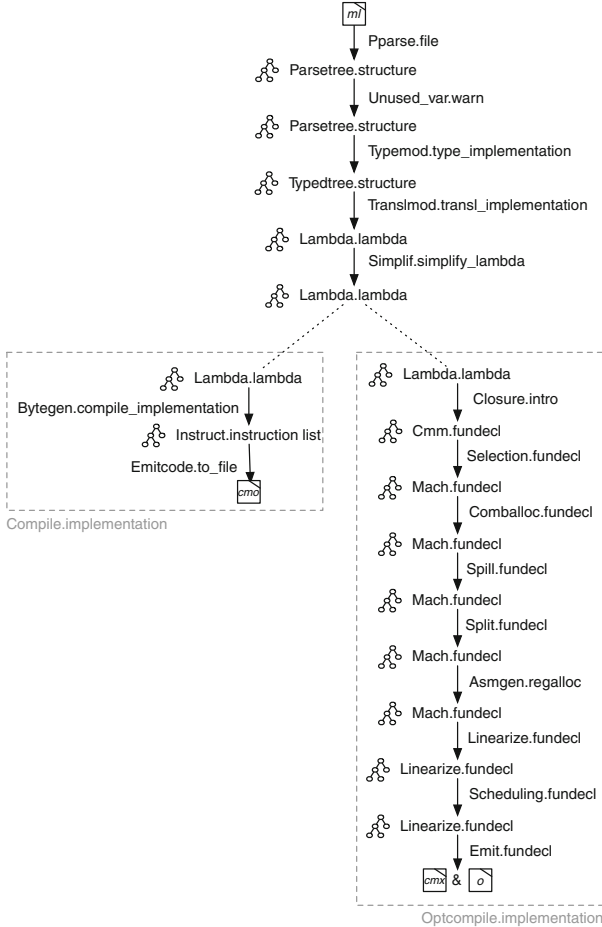 ml
Pparse.file
Parsetree.structure
Unused_var.warn
Parsetree.structure
Typemod.type_implementation
Typedtree.structure
Translmod.transl_implementation
Lambda.lambda
Simplif.simplify_lambda
Lambda.lambda
Lambda.lambda
Bytegen.compile_implementation
Instruct.instruction list
Emitcode.to_file
cmo
Compile.implementation
Lambda.lambda
Closure.intro
Cmm.fundecl
Selection.fundecl
Mach.fundecl
Comballoc.fundecl
Mach.fundecl
Spill.fundecl
Mach.fundecl
Split.fundecl
Mach.fundecl
Asmgen.regalloc
Mach.fundecl
Linearize.fundecl
Linearize.fundecl
Scheduling.fundecl
Linearize.fundecl
Emit.fundecl
cmx & o
Optcompile.implementation